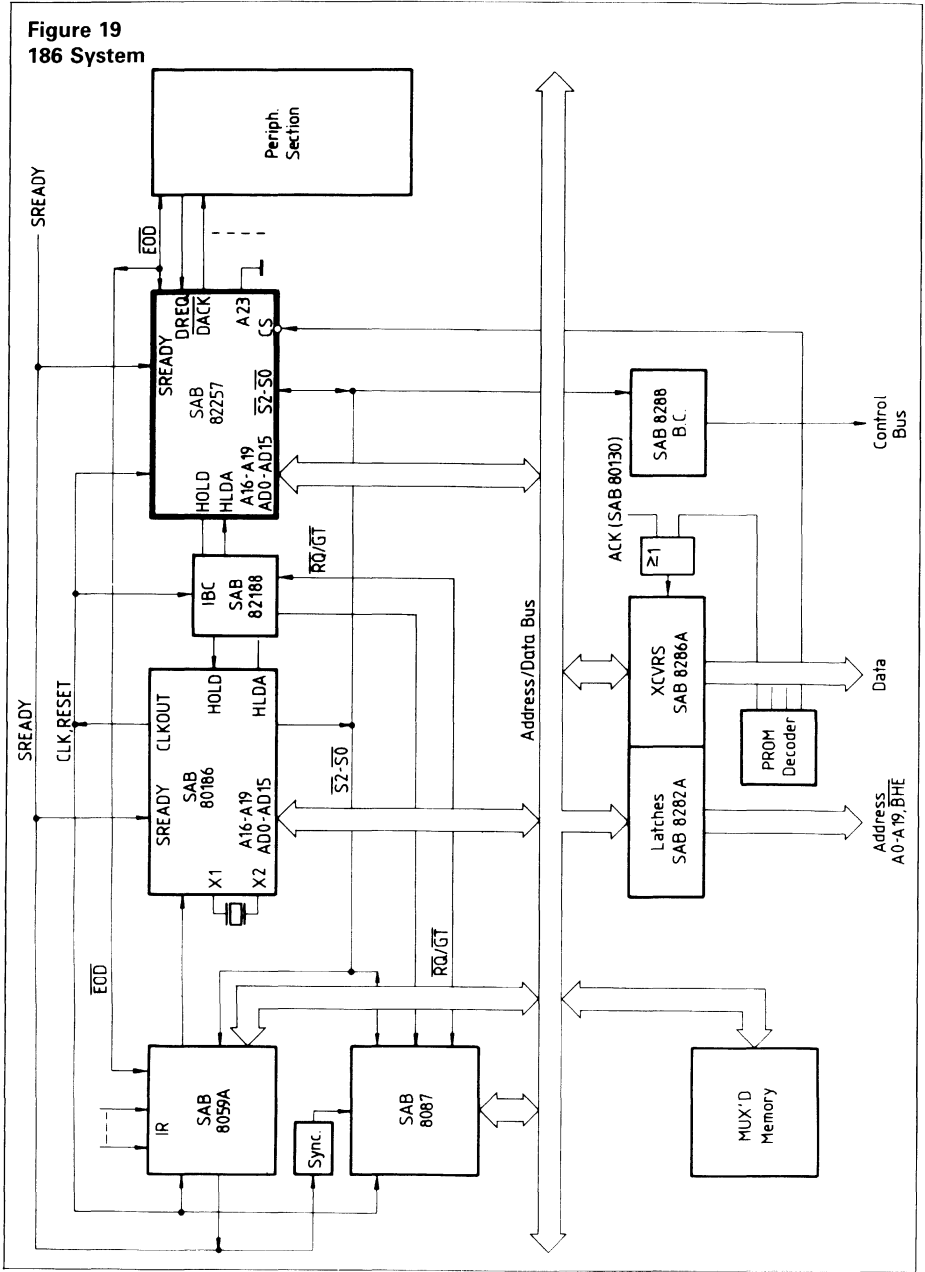 Figure 19
186 System
SREADY
SREADY
CLK, RESET
EOD
EOD
IR
SAB
8059A
Sync.
SAB
8087
RQ/GT
SREADY
CLKOUT
SAB
80186
HOLD
HLDA
X1
X2
A16-A19
AD0-AD15
S2-S0
IBC
SAB
82188
RQ/GT
SREADY
DREQ
DACK
SAB
82257
HOLD
HLDA
A16-A19
AD0-AD15
S2-S0
A23
CS
Periph.
Section
Address/Data Bus
MUX'D
Memory
Latches
SAB 8282A
XCVRS
SAB 8286A
≥1
ACK (SAB 80130)
PROM
Decoder
SAB 8288
B.C.
Address
A0-A19, BHE
Data
Control
Bus